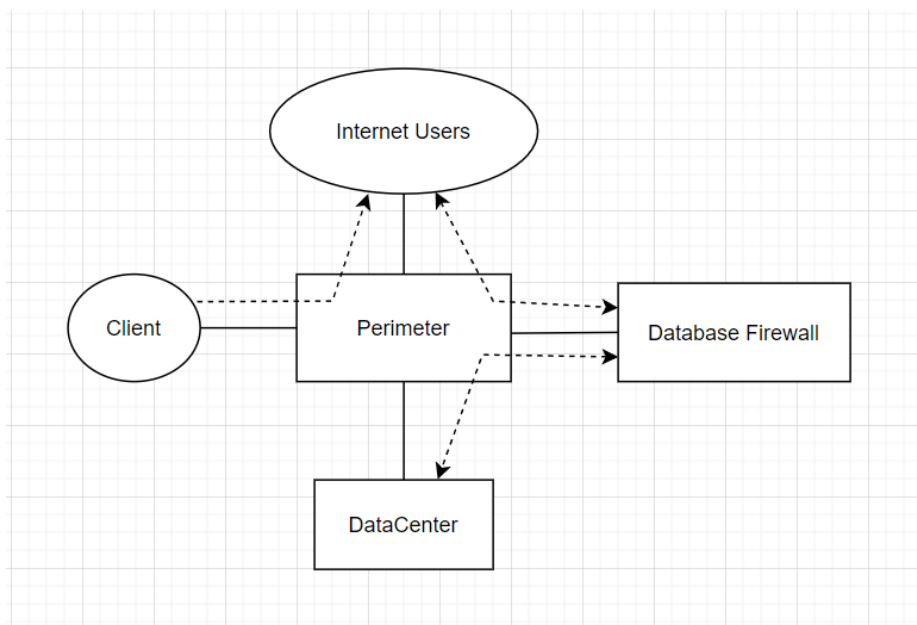 Internet Users
Client
Perimeter
Database Firewall
DataCenter